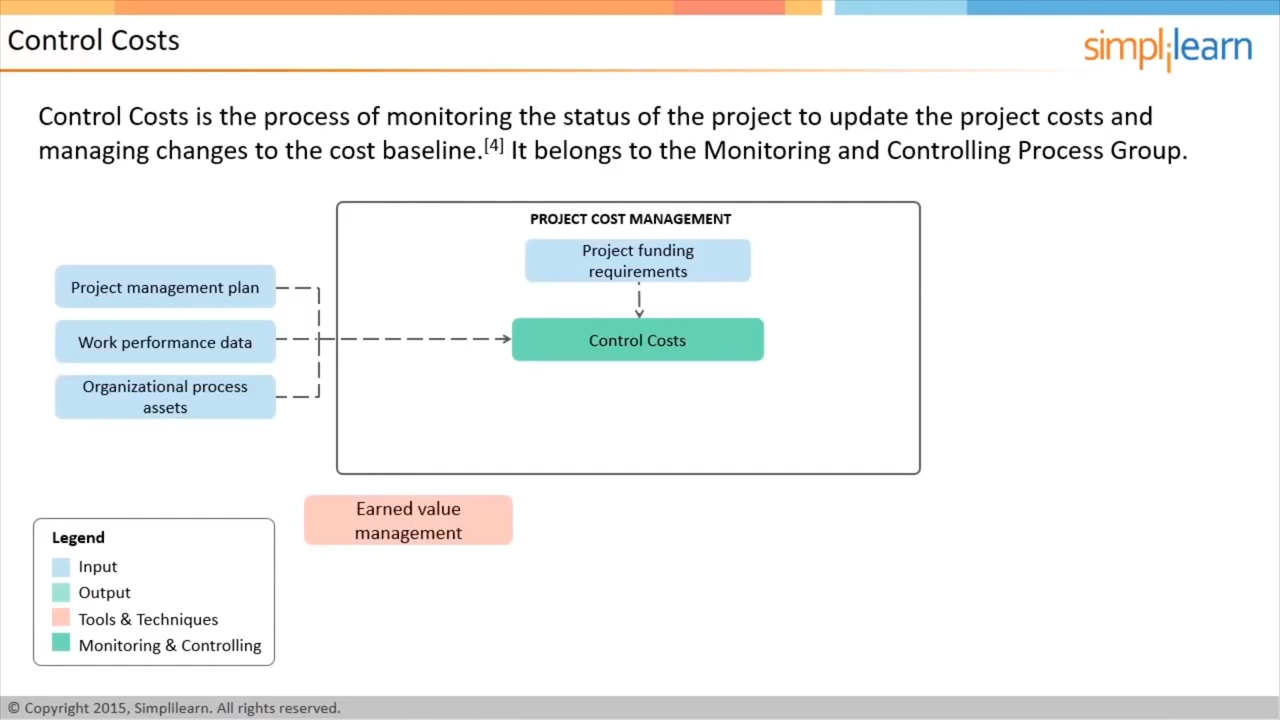 Control Costs
simplilearn
Control Costs is the process of monitoring the status of the project to update the project costs and
managing changes to the cost baseline.[4] It belongs to the Monitoring and Controlling Process Group.
PROJECT COST MANAGEMENT
Project funding
requirements
Project management plan
Work performance data
Control Costs
Organizational process
assets
Earned value
management
Legend
Input
Output
Tools & Techniques
Monitoring & Controlling
© Copyright 2015, Simplilearn. All rights reserved.